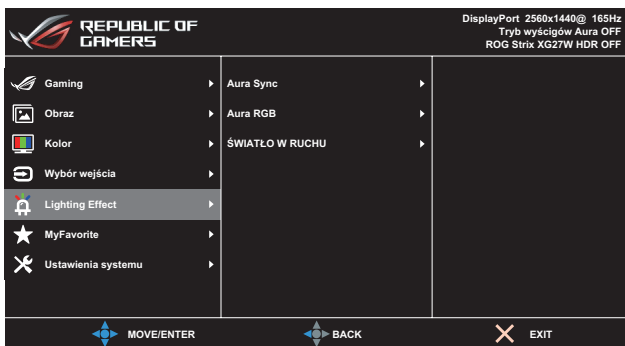 REPUBLIC OF
GAMERS
DisplayPort 2560x1440@ 165Hz
Tryb wyścigów Aura OFF
ROG Strix XG27W HDR OFF
Gaming
Obraz
Kolor
Wybór wejścia
Lighting Effect
MyFavorite
Ustawienia systemu
Aura Sync
Aura RGB
ŚWIATŁO W RUCHU
MOVE/ENTER
BACK
EXIT